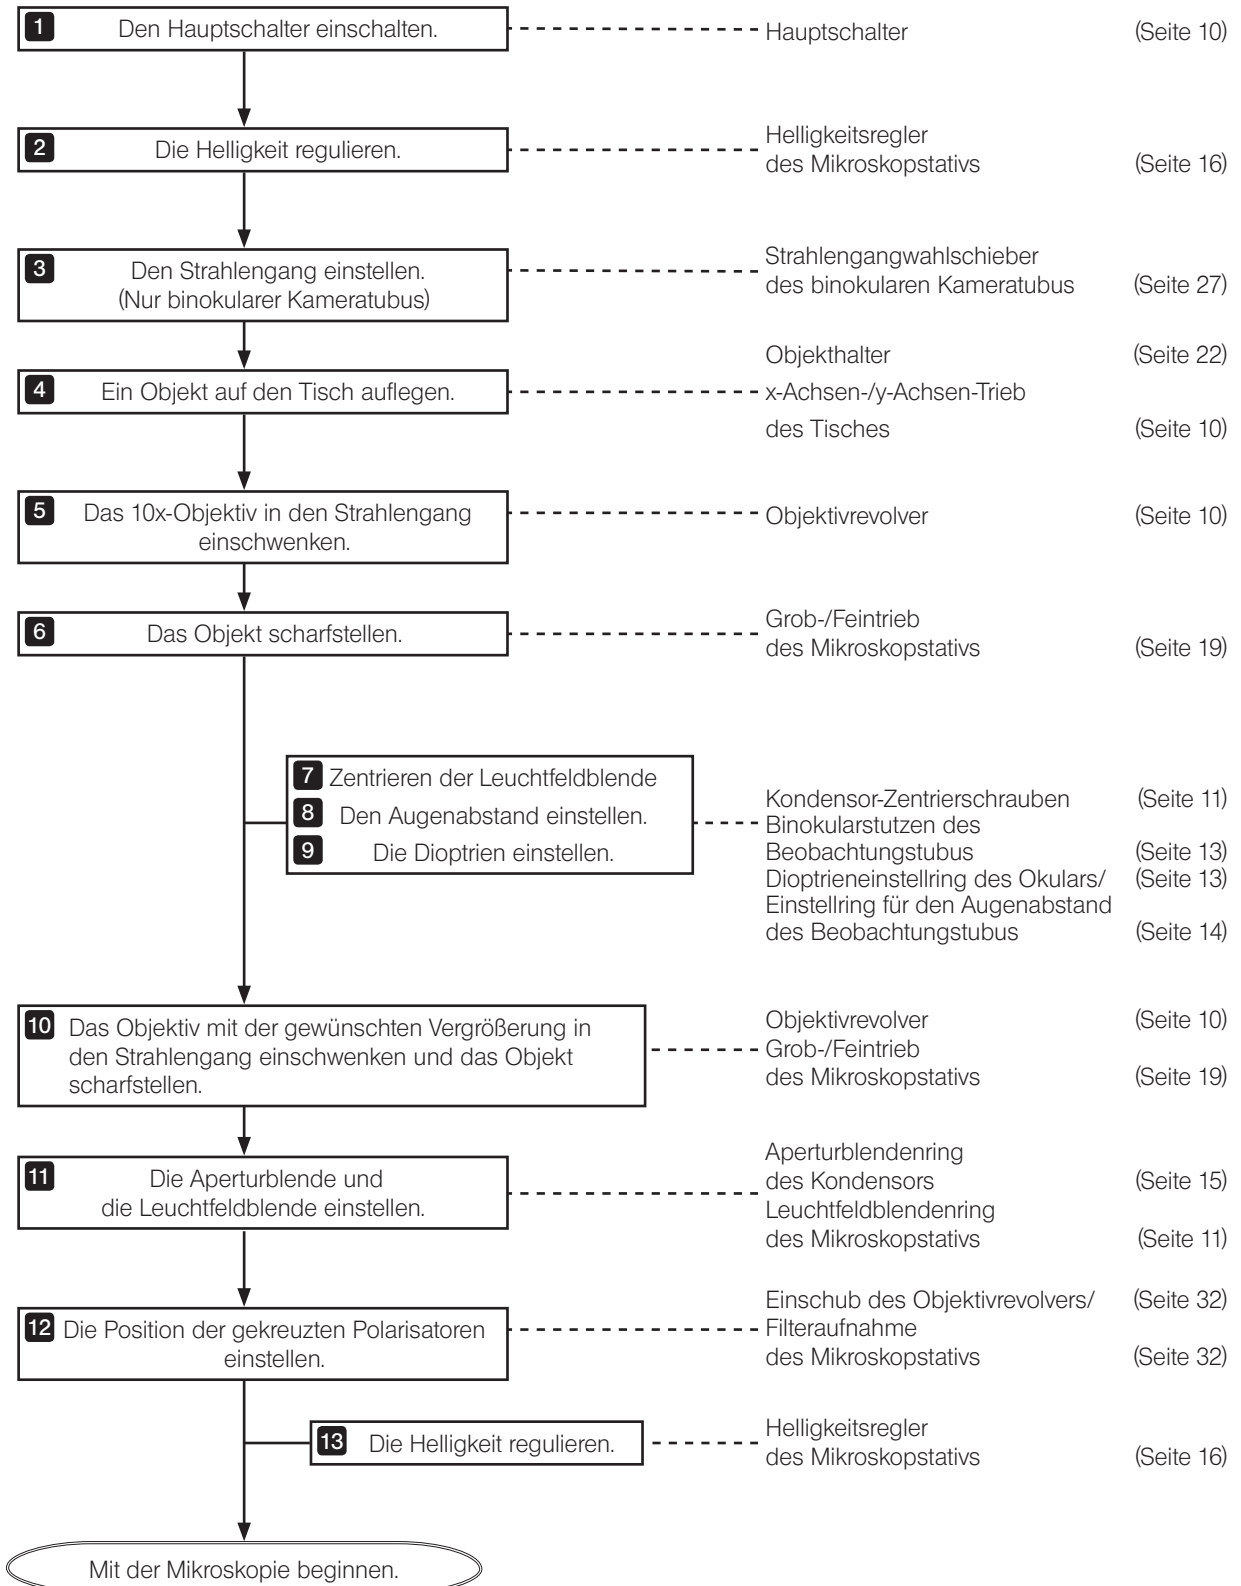 1 Den Hauptschalter einschalten.
Hauptschalter (Seite 10)
2 Die Helligkeit regulieren.
Helligkeitsregler
des Mikroskopstativs (Seite 16)
3 Den Strahlengang einstellen.
(Nur binokularer Kameratubus)
Strahlengangwahlschieber
des binokularen Kameratubus (Seite 27)
4 Ein Objekt auf den Tisch auflegen.
Objekthalter (Seite 22)
x-Achsen-/y-Achsen-Trieb
des Tisches (Seite 10)
5 Das 10x-Objektiv in den Strahlengang
einschwenken.
Objektivrevolver (Seite 10)
6 Das Objekt scharfstellen.
Grob-/Feintrieb
des Mikroskopstativs (Seite 19)
7 Zentrieren der Leuchtfeldblende
8 Den Augenabstand einstellen.
9 Die Dioptrien einstellen.
Kondensor-Zentrierschrauben (Seite 11)
Binokularstutzen des
Beobachtungstubus (Seite 13)
Dioptrieneinstellring des Okulars/ (Seite 13)
Einstellring für den Augenabstand
des Beobachtungstubus (Seite 14)
10 Das Objektiv mit der gewünschten Vergrößerung in
den Strahlengang einschwenken und das Objekt
scharfstellen.
Objektivrevolver (Seite 10)
Grob-/Feintrieb
des Mikroskopstativs (Seite 19)
11 Die Aperturblende und
die Leuchtfeldblende einstellen.
Aperturblendenring
des Kondensors (Seite 15)
Leuchtfeldblendenring
des Mikroskopstativs (Seite 11)
12 Die Position der gekreuzten Polarisatoren
einstellen.
Einschub des Objektivrevolvers/ (Seite 32)
Filteraufnahme
des Mikroskopstativs (Seite 32)
13 Die Helligkeit regulieren.
Helligkeitsregler
des Mikroskopstativs (Seite 16)
Mit der Mikroskopie beginnen.